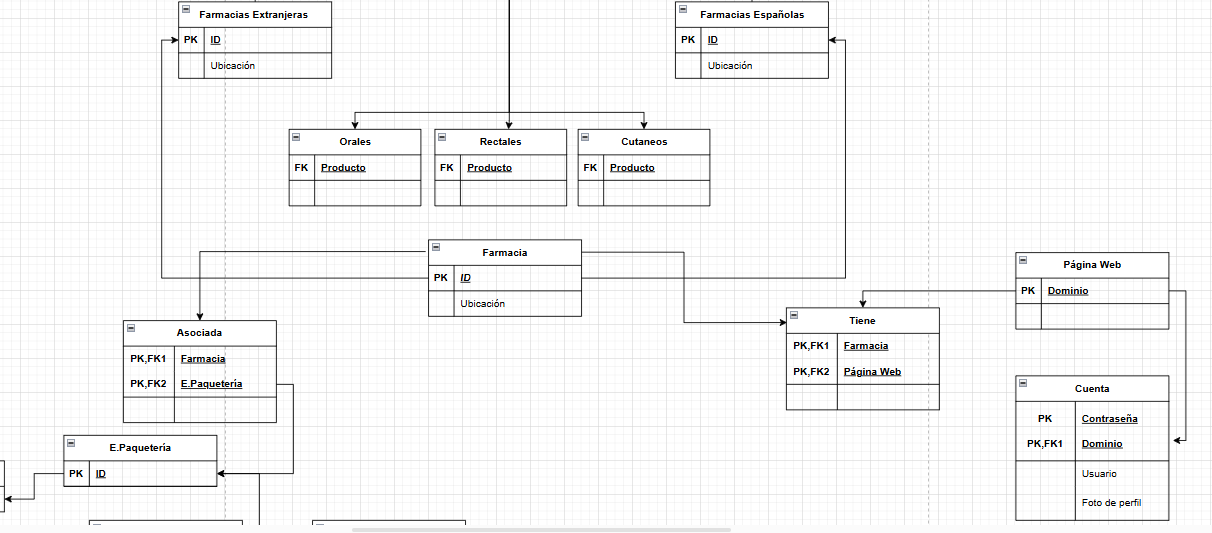 Farmacias Extranjeras
PK ID
Ubicación
Farmacias Españolas
PK ID
Ubicación
Orales
FK Producto
Rectales
FK Producto
Cutaneos
FK Producto
Farmacia
PK ID
Ubicación
Página Web
PK Dominio
Asociada
PK,FK1 Farmacia
PK,FK2 E.Paquetería
Tiene
PK,FK1 Farmacia
PK,FK2 Página Web
Cuenta
PK Contraseña
PK,FK1 Dominio
Usuario
Foto de perfil
E.Paquetería
PK ID